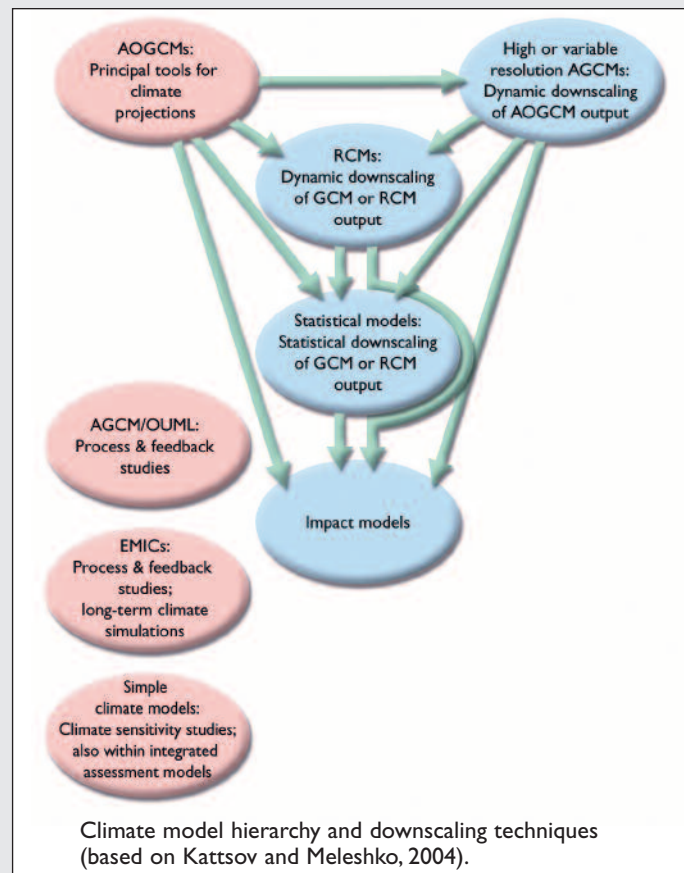 AOGCMs:
Principal tools for
climate
projections
High or variable
resolution AGCMs:
Dynamic downscaling
of AOGCM output
RCMs:
Dynamic downscaling
of GCM or RCM
output
Statistical models:
Statistical downscaling
of GCM or RCM
output
AGCM/OUML:
Process & feedback
studies
Impact models
EMICs:
Process & feedback
studies;
long-term climate
simulations
Simple
climate models:
Climate sensitivity studies;
also within integrated
assessment models
Climate model hierarchy and downscaling techniques
(based on Kattsov and Meleshko, 2004).